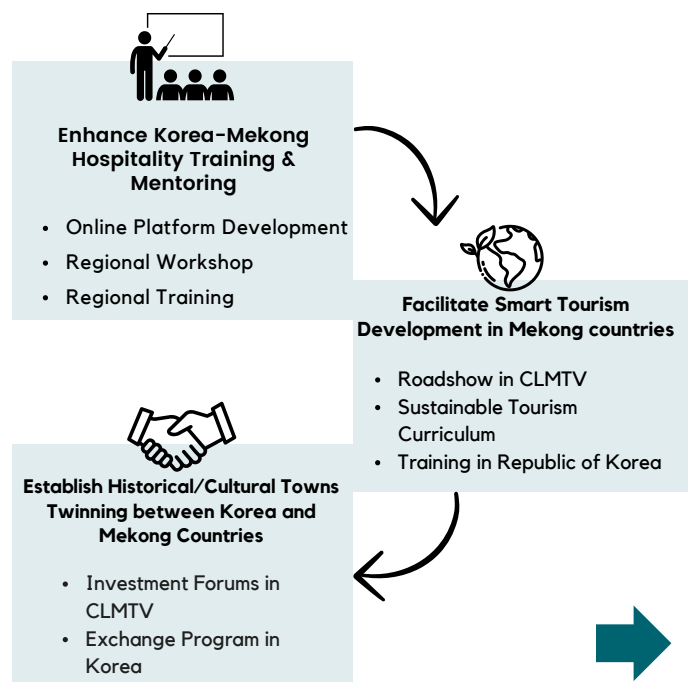 Enhance Korea-Mekong
Hospitality Training &
Mentoring
• Online Platform Development
• Regional Workshop
• Regional Training
Facilitate Smart Tourism
Development in Mekong countries
• Roadshow in CLMTV
• Sustainable Tourism
Curriculum
• Training in Republic of Korea
Establish Historical/Cultural Towns
Twinning between Korea and
Mekong Countries
• Investment Forums in
CLMTV
• Exchange Program in
Korea